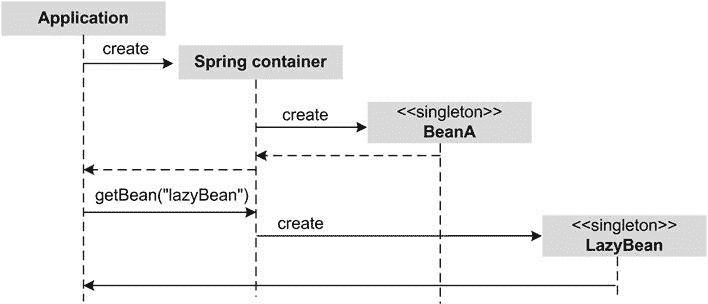 Application
create
Spring container
create
<<singleton>>
BeanA
getBean("lazyBean")
create
<<singleton>>
LazyBean